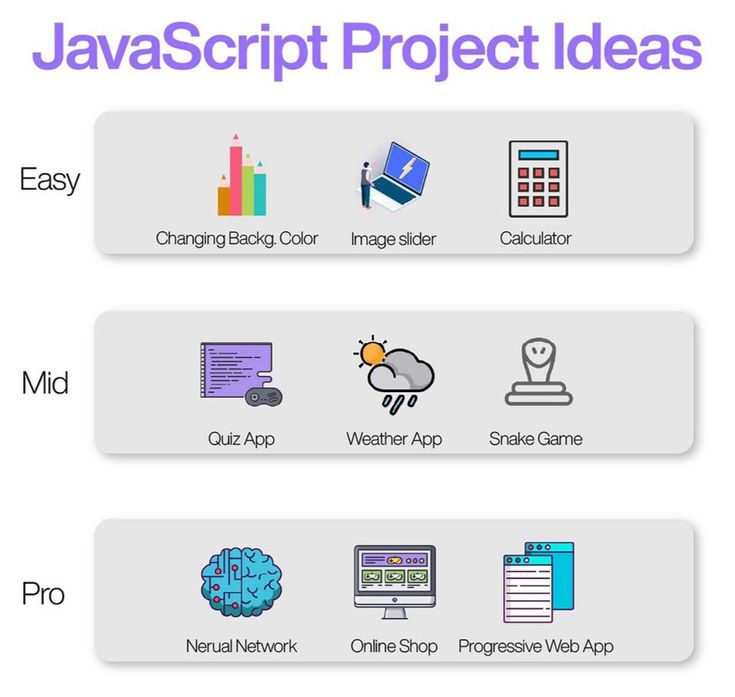 JavaScript Project Ideas
Easy
Changing Backg. Color
Image slider
Calculator
Mid
Quiz App
Weather App
Snake Game
Pro
Nerual Network
Online Shop
Progressive Web App